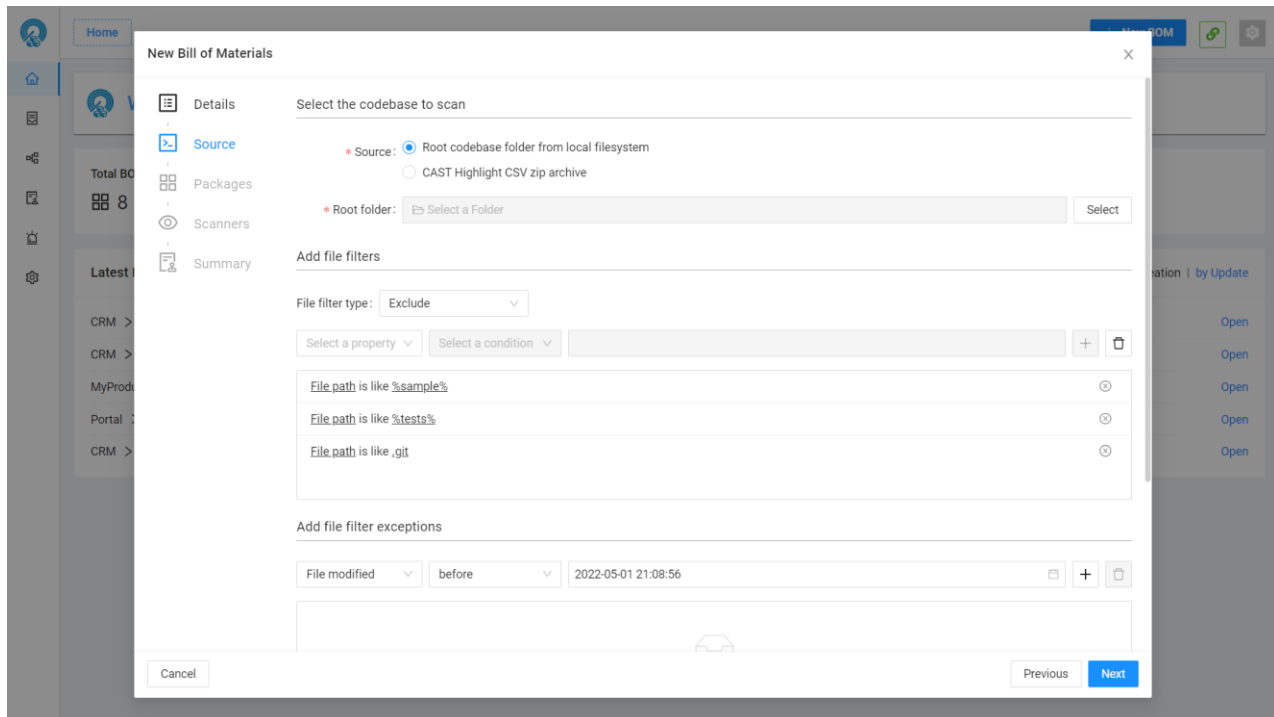 Home
New BOM
New Bill of Materials
Details
Source
Packages
Scanners
Summary
Select the codebase to scan
* Source: Root codebase folder from local filesystem
CAST Highlight CSV zip archive
* Root folder: Select a Folder Select
Add file filters
File filter type: Exclude
Select a property Select a condition
File path is like %sample%
File path is like %tests%
File path is like .git
Add file filter exceptions
File modified before 2022-05-01 21:08:56
Cancel Previous Next
Total BO
8
Latest
by Update
CRM > Open
CRM > Open
MyProdu Open
Portal > Open
CRM > Open